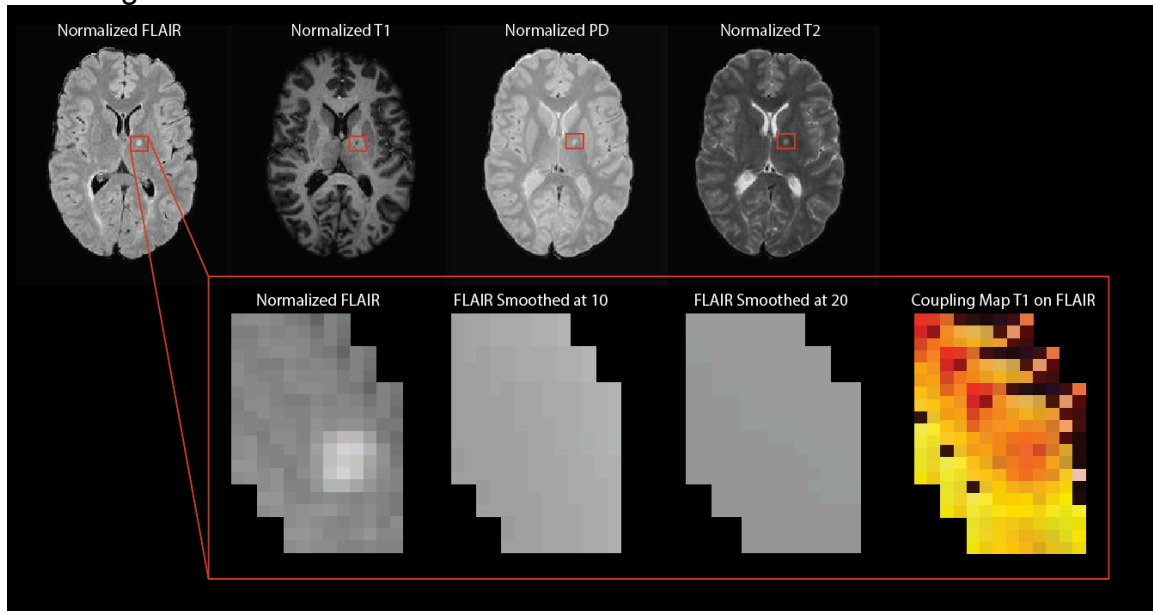 Normalized FLAIR
Normalized T1
Normalized PD
Normalized T2
Normalized FLAIR
FLAIR Smoothed at 10
FLAIR Smoothed at 20
Coupling Map T1 on FLAIR